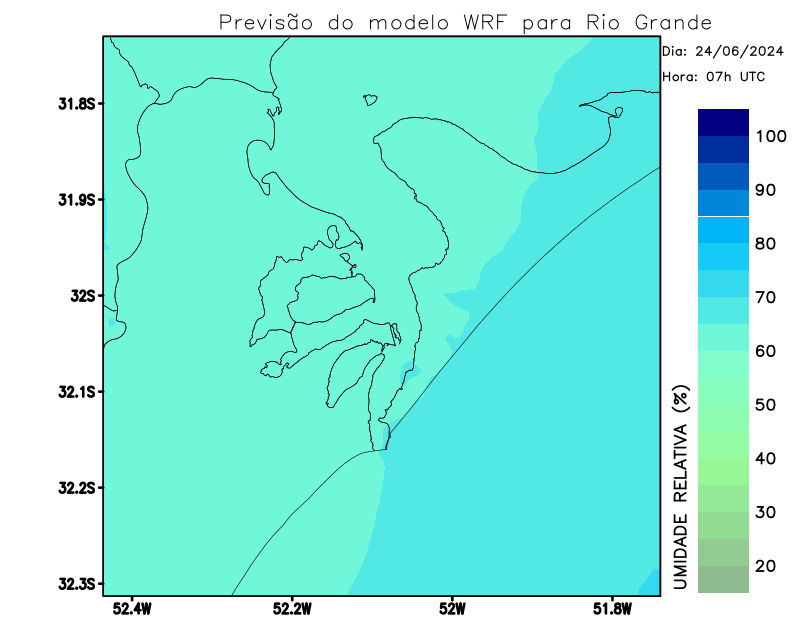 Previsão do modelo WRF para Rio Grande
Dia: 24/06/2024
Hora: 07h UTC
31.8S
31.9S
32S
32.1S
32.2S
32.3S
52.4W
52.2W
52W
51.8W
100
90
80
70
60
50
40
30
20
UMIDADE RELATIVA (%)